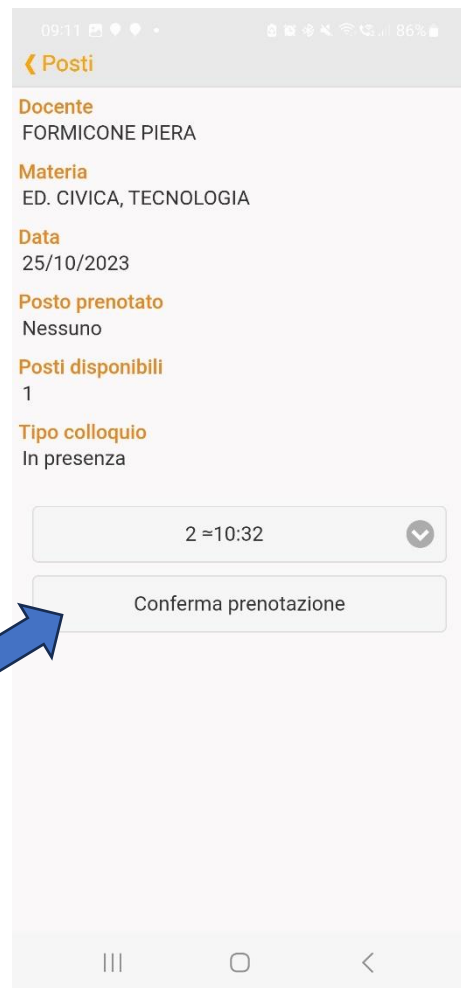 09:11 86%
Posti
Docente
FORMICONE PIERA
Materia
ED. CIVICA, TECNOLOGIA
Data
25/10/2023
Posto prenotato
Nessuno
Posti disponibili
1
Tipo colloquio
In presenza
2 ≃10:32
Conferma prenotazione